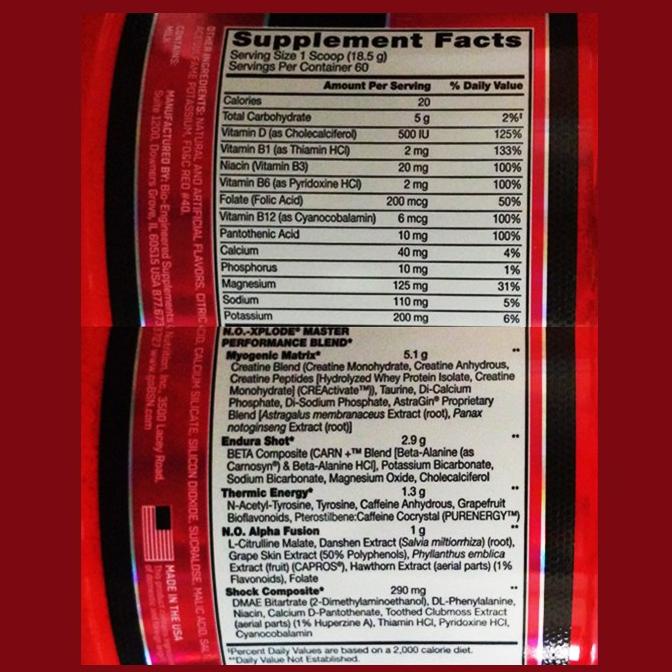 Supplement Facts
Serving Size 1 Scoop (18.5 g)
Servings Per Container 60
Amount Per Serving % Daily Value
Calories 20
Total Carbohydrate 5 g 2%‡
Vitamin D (as Cholecalciferol) 500 IU 125%
Vitamin B1 (as Thiamin HCl) 2 mg 133%
Niacin (Vitamin B3) 20 mg 100%
Vitamin B6 (as Pyridoxine HCl) 2 mg 100%
Folate (Folic Acid) 200 mcg 50%
Vitamin B12 (as Cyanocobalamin) 6 mcg 100%
Pantothenic Acid 10 mg 100%
Calcium 40 mg 4%
Phosphorus 10 mg 1%
Magnesium 125 mg 31%
Sodium 110 mg 5%
Potassium 200 mg 6%
N.O.-XPLODE® MASTER
PERFORMANCE BLEND*
Myogenic Matrix* 5.1 g **
Creatine Blend (Creatine Monohydrate, Creatine Anhydrous,
Creatine Peptides [Hydrolyzed Whey Protein Isolate, Creatine
Monohydrate] (CREActivate™)), Taurine, Di-Calcium
Phosphate, Di-Sodium Phosphate, AstraGin® Proprietary
Blend [Astragalus membranaceus Extract (root), Panax
notoginseng Extract (root)]
Endura Shot* 2.9 g **
BETA Composite (CARN +™ Blend [Beta-Alanine (as
Carnosyn®) & Beta-Alanine HCl], Potassium Bicarbonate,
Sodium Bicarbonate, Magnesium Oxide, Cholecalciferol
Thermic Energy* 1.3 g **
N-Acetyl-Tyrosine, Tyrosine, Caffeine Anhydrous, Grapefruit
Bioflavonoids, Pterostilbene:Caffeine Cocrystal (PURENERGY™)
N.O. Alpha Fusion 1 g **
L-Citrulline Malate, Danshen Extract (Salvia miltiorrhiza) (root),
Grape Skin Extract (50% Polyphenols), Phyllanthus emblica
Extract (fruit) (CAPROS®), Hawthorn Extract (aerial parts) (1%
Flavonoids), Folate
Shock Composite* 290 mg **
DMAE Bitartrate (2-Dimethylaminoethanol), DL-Phenylalanine,
Niacin, Calcium D-Pantothenate, Toothed Clubmoss Extract
(aerial parts) (1% Huperzine A), Thiamin HCl, Pyridoxine HCl,
Cyanocobalamin
‡Percent Daily Values are based on a 2,000 calorie diet.
**Daily Value Not Established.
OTHER INGREDIENTS: NATURAL AND ARTIFICIAL FLAVORS, CITRIC ACID, CALCIUM SILICATE, SILICON DIOXIDE, SUCRALOSE, MALIC ACID,
POTASSIUM, FD&C RED #40.
CONTAINS:
MILK
MANUFACTURED BY: Bio-Engineered Supplements Nutrition, Inc. 3500 Lacey Road,
Suite 1200, Downers Grove, IL 60515 USA www.goBSN.com
MADE IN THE USA